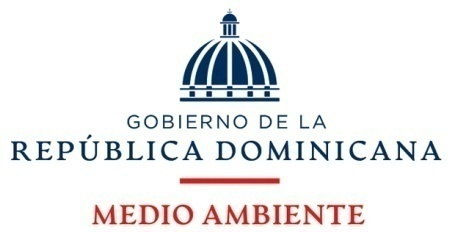 GOBIERNO DE LA
REPÚBLICA DOMINICANA
MEDIO AMBIENTE